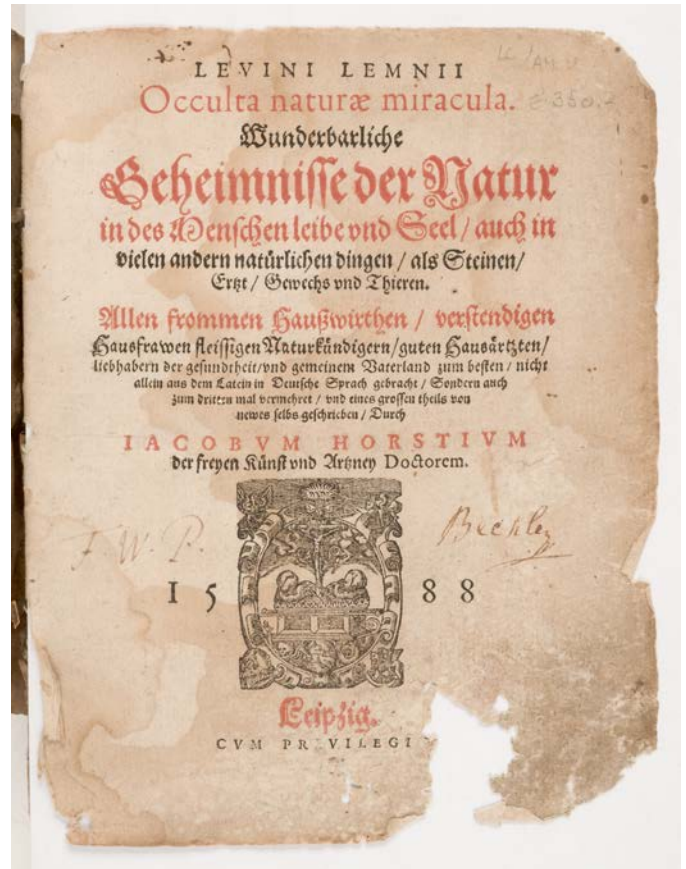 LEVINI LEMNII
Occulta naturæ miracula.
Wunderbarliche
Geheimnisse der Natur
in des Menschen leibe vnd Seel / auch in
vielen andern natürlichen dingen / als Steinen /
Ertzt / Gewechs vnd Thieren.
Allen frommen Haußwirthen / verstendigen
Hausfrawen fleissigen Naturkündigern / guten Hausärtzten /
liebhabern der gesundtheit / vnd gemeinem Vaterland zum besten / nicht
allein aus dem Latein in Deutsche Sprach gebracht / Sondern auch
zum dritten mal vermehret / vnd eines grossen theils von
newes selbs geschrieben / Durch
IACOBVM HORSTIVM
der freyen Künst vnd Artzney Doctorem.
F. W. P.
15 88
Leipzig.
CVM PRIVILEGI